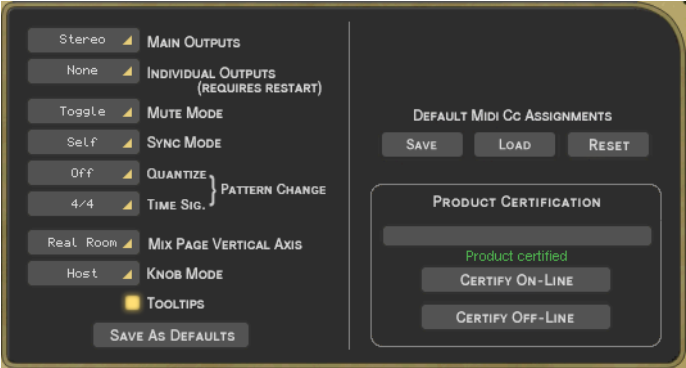 Stereo MAIN OUTPUTS
None INDIVIDUAL OUTPUTS
(REQUIRES RESTART)
Toggle MUTE MODE
Self SYNC MODE
Off QUANTIZE
} PATTERN CHANGE
4/4 TIME SIG.
Real Room MIX PAGE VERTICAL AXIS
Host KNOB MODE
TOOLTIPS
SAVE AS DEFAULTS
DEFAULT MIDI CC ASSIGNMENTS
SAVE LOAD RESET
PRODUCT CERTIFICATION
Product certified
CERTIFY ON-LINE
CERTIFY OFF-LINE